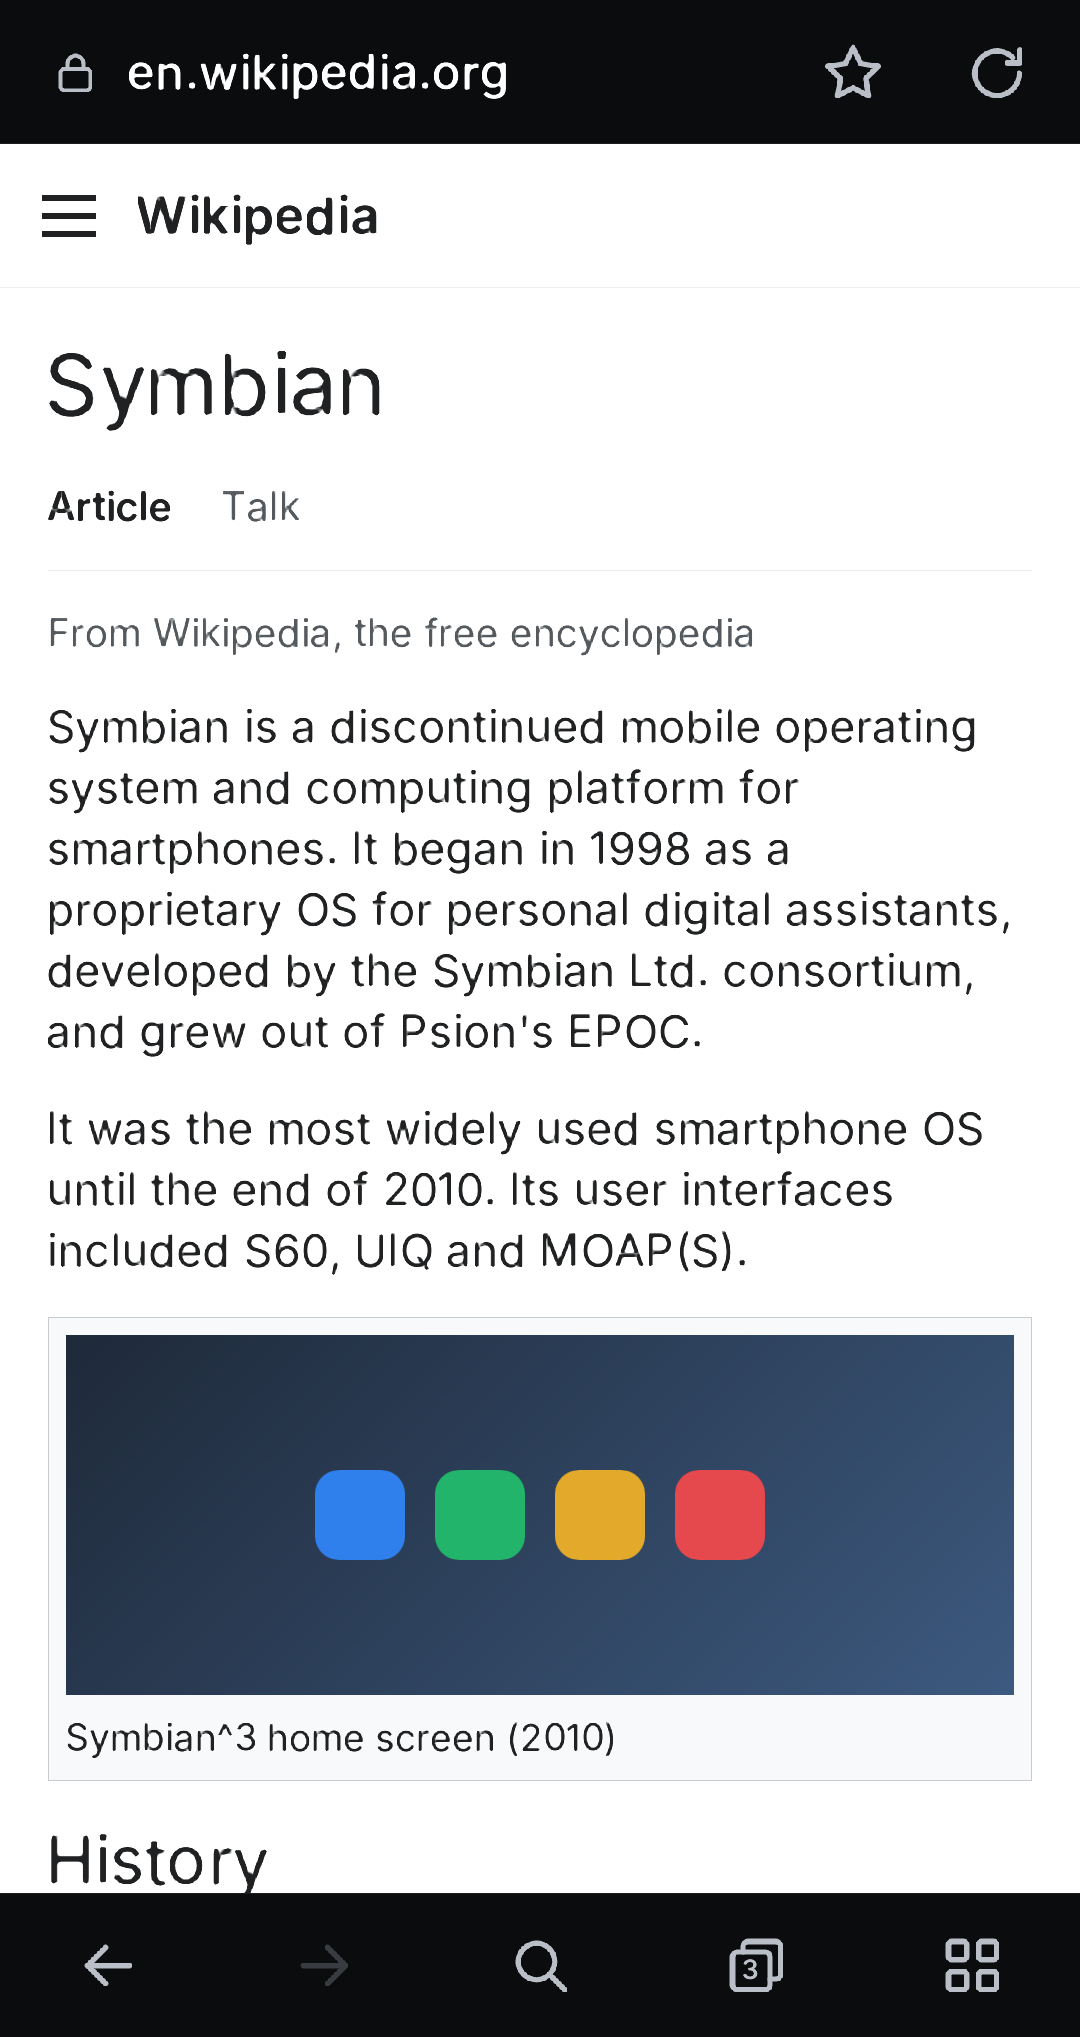 en.wikipedia.org
Wikipedia
Symbian
Article Talk
From Wikipedia, the free encyclopedia
Symbian is a discontinued mobile operating
system and computing platform for
smartphones. It began in 1998 as a
proprietary OS for personal digital assistants,
developed by the Symbian Ltd. consortium,
and grew out of Psion's EPOC.
It was the most widely used smartphone OS
until the end of 2010. Its user interfaces
included S60, UIQ and MOAP(S).
Symbian^3 home screen (2010)
History
3